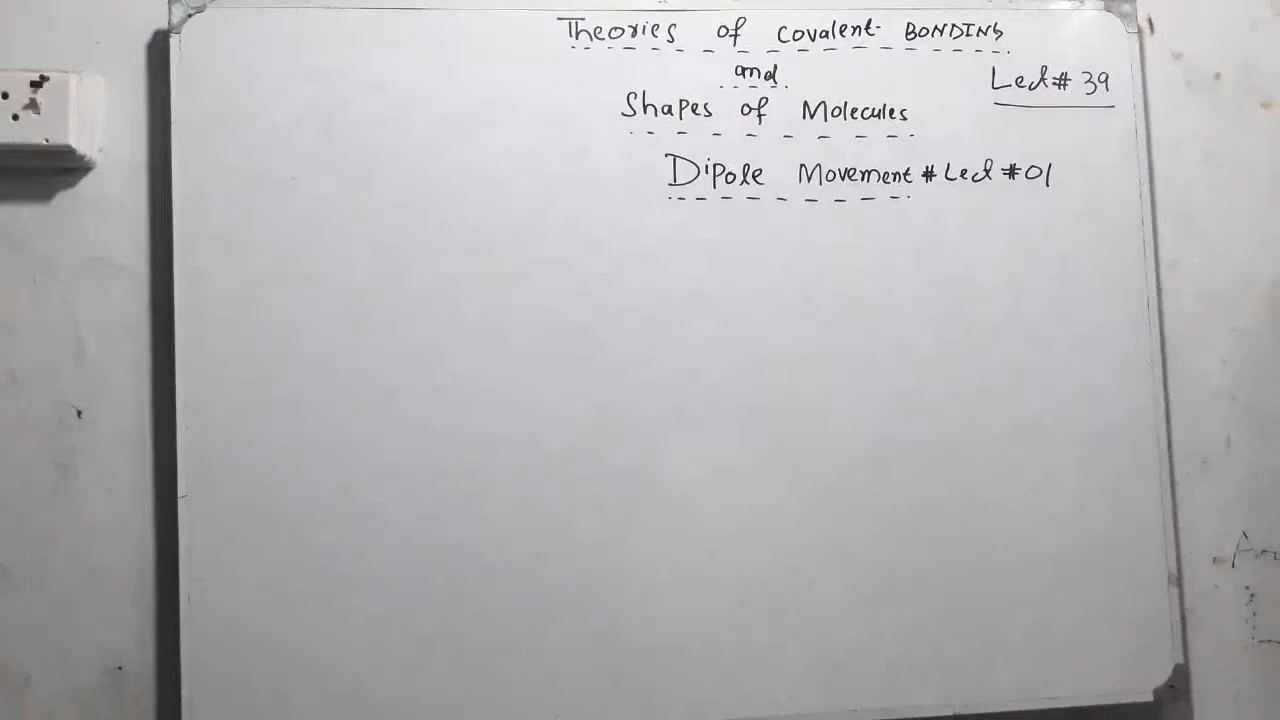 Theories of Covalent BONDING
and
Lect# 39
Shapes of Molecules
Dipole Movement # Lect #01